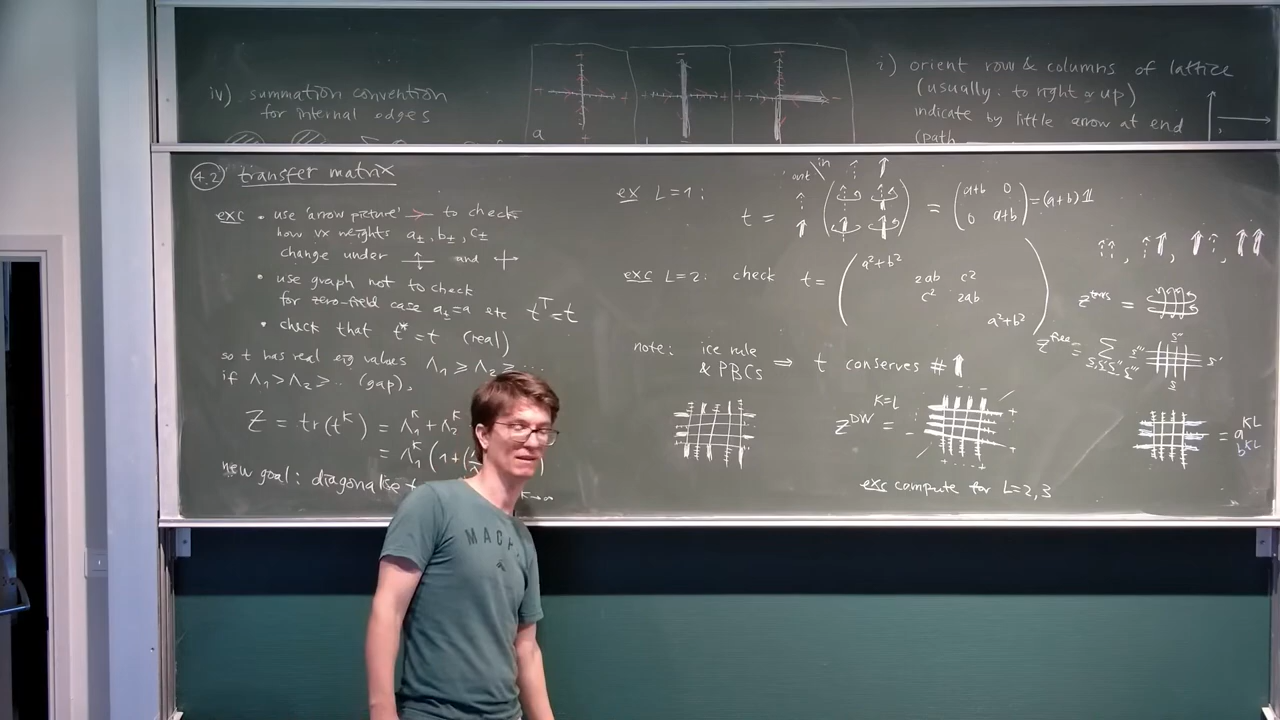 iv) summation convention
for internal edges
a
i) orient row & columns of lattice
(usually: to right & up)
indicate by little arrow at end
(path
4.2 transfer matrix
exc • use 'arrow picture' to check
how vx weights a±, b±, c±
change under ↕ and
• use graph not to check
for zero-field case a±=a etc t^T=t
• check that t*=t (real)
so t has real eig values Λ₁ ≥ Λ₂ ≥ ...
if Λ₁ > Λ₂ ≥ .. (gap),
Z = tr(t^K) = Λ₁^K + Λ₂^K
= Λ₁^K (1+(
new goal: diagonalise t
K→∞
ex L=1:
out \ in
t = = (a+b 0
0 a+b) = (a+b) 𝟙
↑↑, ↑↑, ↑↑, ↑↑
exc L=2: check t = (a²+b²
2ab c²
c² 2ab
a²+b²)
Z^torus =
Z^free = Σ s,s',s'',s'''
s'' s''' s' s
note: ice rule
& PBCs ⇒ t conserves # ↑
Z^DW = K=L
= a^KL
b^KL
exc compute for L=2,3
MACK